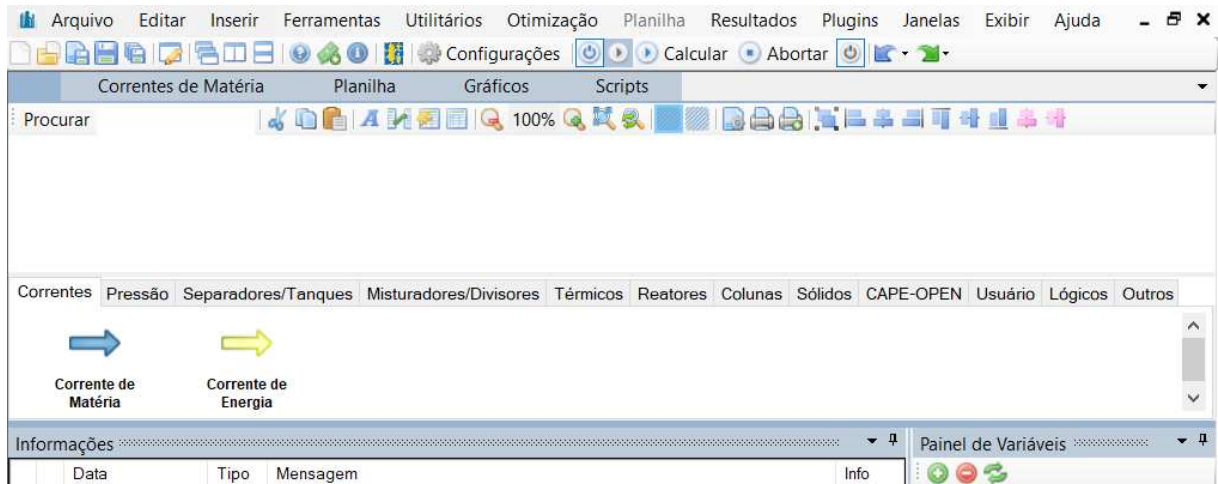 Arquivo Editar Inserir Ferramentas Utilitários Otimização Planilha Resultados Plugins Janelas Exibir Ajuda
Configurações Calcular Abortar
Correntes de Matéria Planilha Gráficos Scripts
Procurar 100%
Correntes Pressão Separadores/Tanques Misturadores/Divisores Térmicos Reatores Colunas Sólidos CAPE-OPEN Usuário Lógicos Outros
Corrente de Matéria
Corrente de Energia
Informações Painel de Variáveis
Data Tipo Mensagem Info